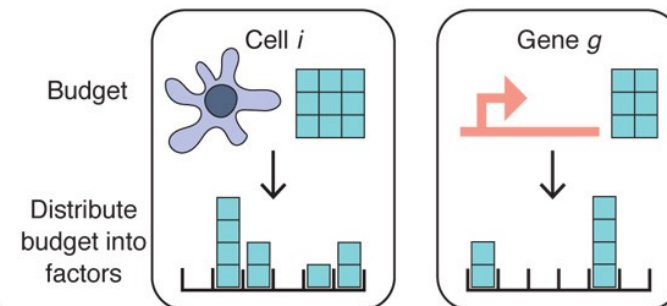 Cell i
Gene g
Budget
Distribute
budget into
factors